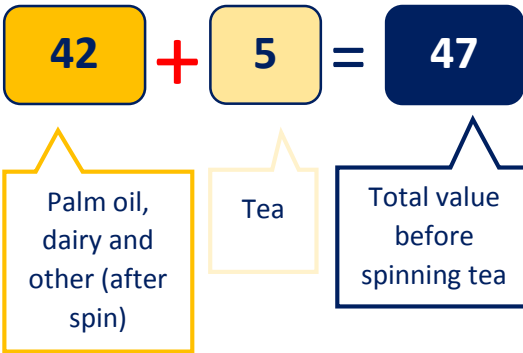 42 + 5 = 47
Palm oil,
dairy and
other (after
spin)
Tea
Total value
before
spinning tea